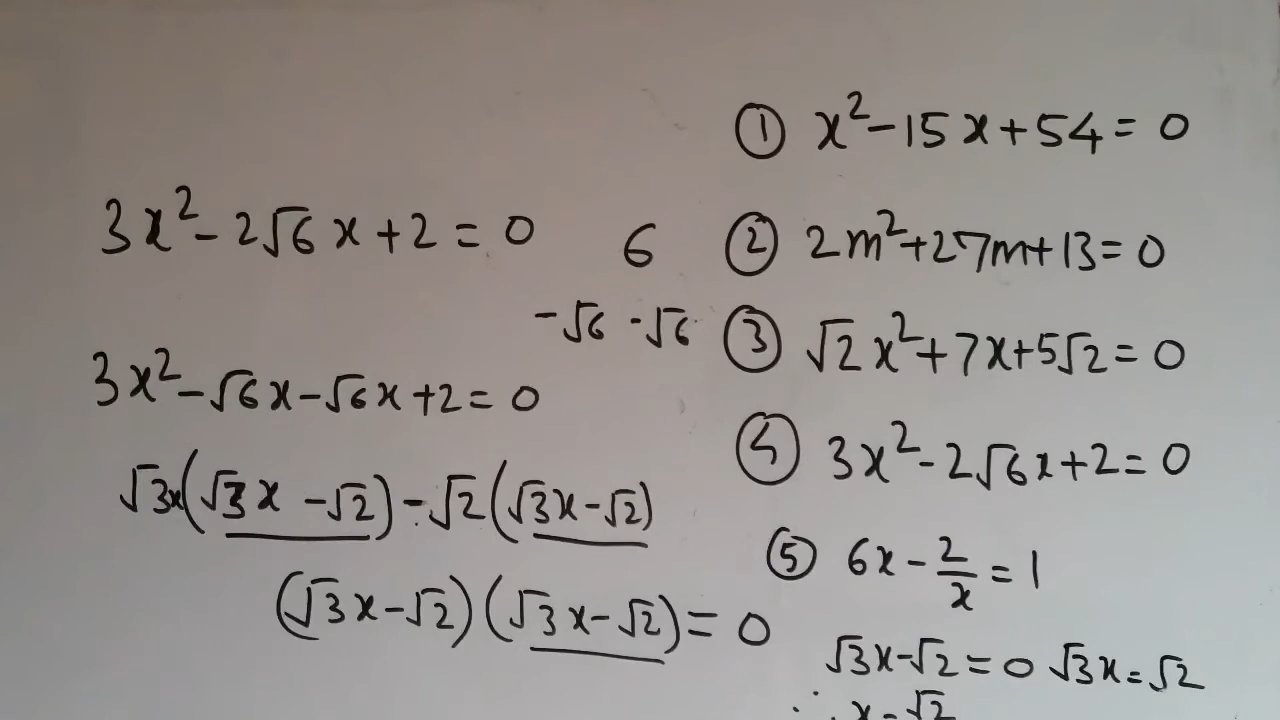 3x² - 2√6x + 2 = 0
6
-√6 -√6
3x² - √6x - √6x + 2 = 0
√3x(√3x - √2) - √2(√3x - √2)
(√3x - √2)(√3x - √2) = 0
① x² - 15x + 54 = 0
② 2m² + 27m + 13 = 0
③ √2x² + 7x + 5√2 = 0
④ 3x² - 2√6x + 2 = 0
⑤ 6x - 2/x = 1
√3x - √2 = 0 √3x = √2
∴ x = √2